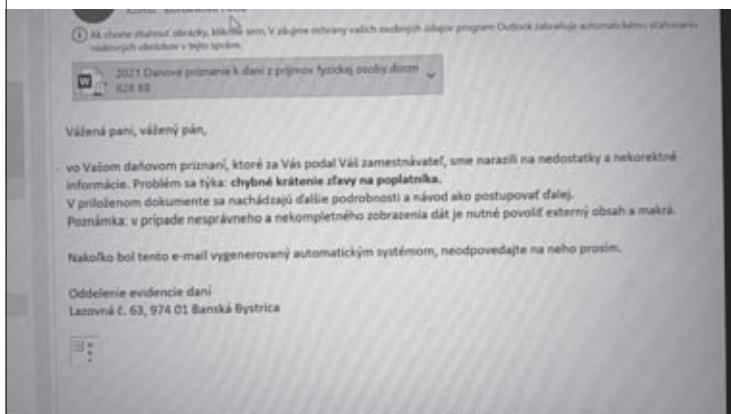 Ak chcete stiahnuť obrázky, kliknite sem. V záujme ochrany vašich osobných údajov program Outlook zabraňuje automatickému sťahovaniu
niektorých obrázkov v tejto správe.
2021 Danove priznanie k dani z prijmov fyzickej osoby.docm
628 KB
Vážená pani, vážený pán,
vo Vašom daňovom priznaní, ktoré za Vás podal Váš zamestnávateľ, sme narazili na nedostatky a nekorektné
informácie. Problém sa týka: chybné krátenie zľavy na poplatníka.
V priloženom dokumente sa nachádzajú ďalšie podrobnosti a návod ako postupovať ďalej.
Poznámka: v prípade nesprávneho a nekompletného zobrazenia dát je nutné povoliť externý obsah a makrá.
Nakoľko bol tento e-mail vygenerovaný automatickým systémom, neodpovedajte na neho prosím.
Oddelenie evidencie daní
Lazovná č. 63, 974 01 Banská Bystrica